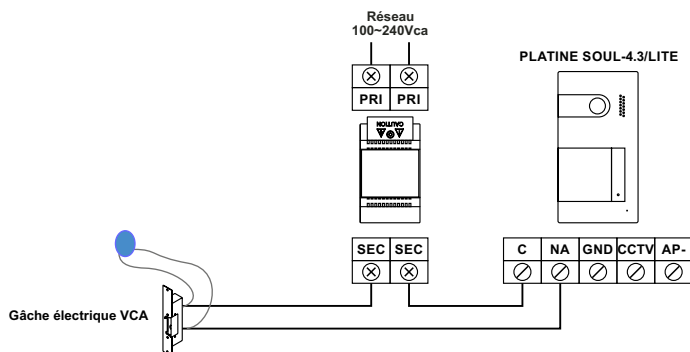 Réseau
100~240Vca
PLATINE SOUL-4.3/LITE
PRI PRI
CAUTION
SEC SEC
C NA GND CCTV AP-
Gâche électrique VCA